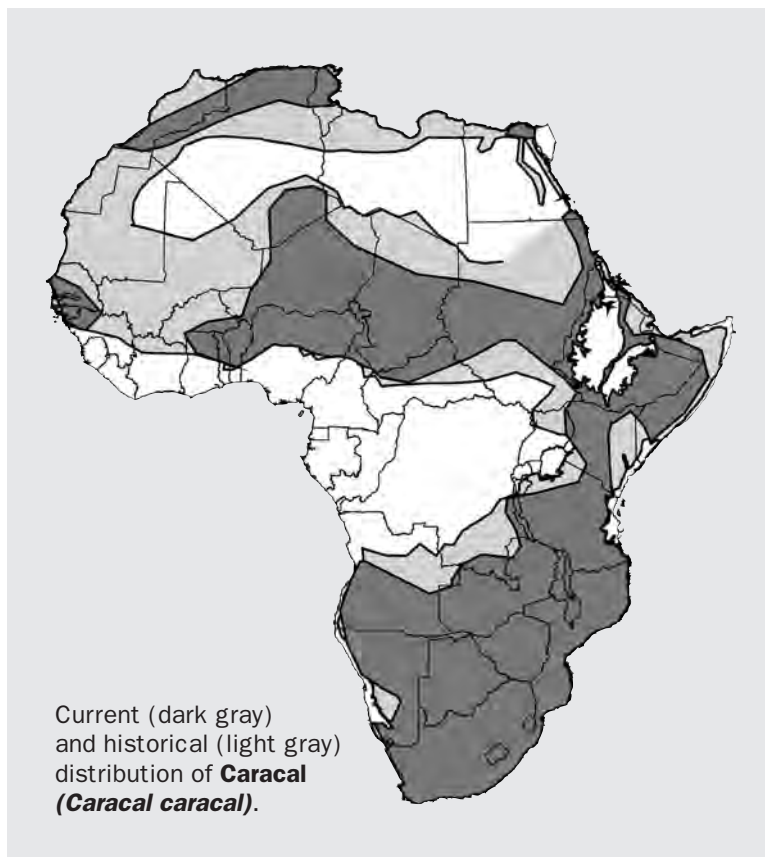 Current (dark gray)
and historical (light gray)
distribution of Caracal
(Caracal caracal).